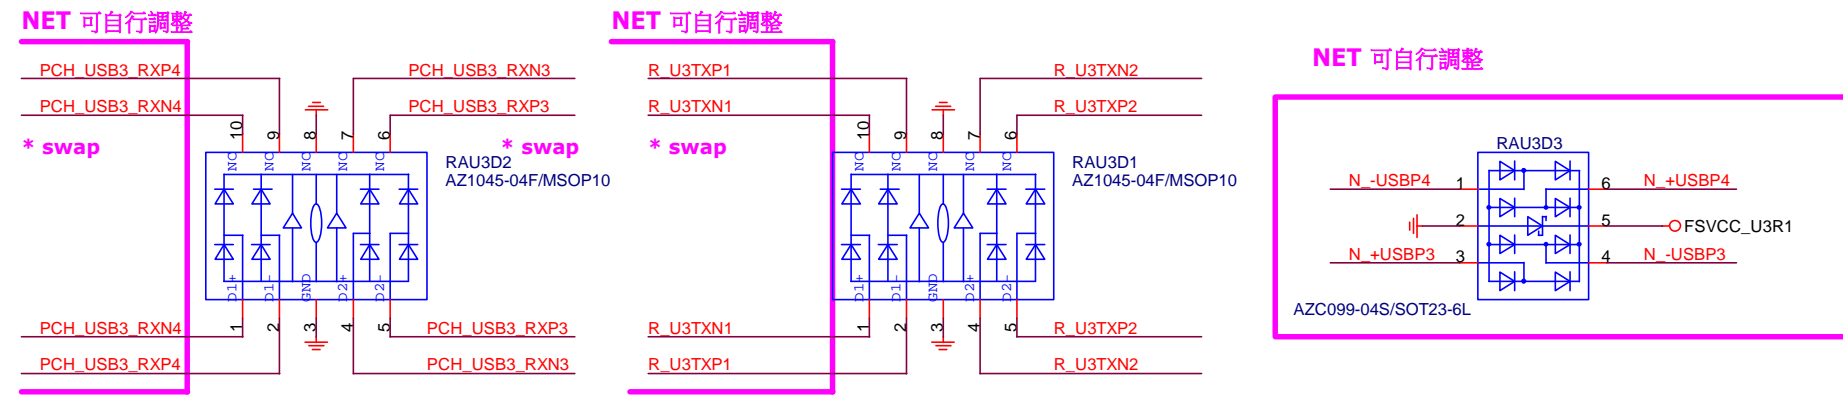 NET 可自行調整
PCH_USB3_RXP4
PCH_USB3_RXN3
PCH_USB3_RXN4
PCH_USB3_RXP3
* swap
* swap
10
9
8
7
6
NC
NC
NC
NC
NC
RAU3D2
AZ1045-04F/MSOP10
D1+
D1-
GND
D2+
D2-
1
2
3
4
5
PCH_USB3_RXN4
PCH_USB3_RXP3
PCH_USB3_RXP4
PCH_USB3_RXN3
NET 可自行調整
R_U3TXP1
R_U3TXN2
R_U3TXN1
R_U3TXP2
* swap
10
9
8
7
6
NC
NC
NC
NC
NC
RAU3D1
AZ1045-04F/MSOP10
D1+
D1-
GND
D2+
D2-
1
2
3
4
5
R_U3TXN1
R_U3TXP2
R_U3TXP1
R_U3TXN2
NET 可自行調整
RAU3D3
N_-USBP4
1
6
N_+USBP4
2
5
FSVCC_U3R1
N_+USBP3
3
4
N_-USBP3
AZC099-04S/SOT23-6L